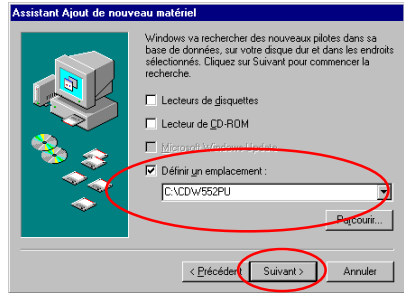 Assistant Ajout de nouveau matériel
Windows va rechercher des nouveaux pilotes dans sa
base de données, sur votre disque dur et dans les endroits
sélectionnés. Cliquez sur Suivant pour commencer la
recherche.
Lecteurs de disquettes
Lecteur de CD-ROM
Microsoft Windows Update
Définir un emplacement :
C:\CDW552PU
Parcourir...
< Précédent
Suivant >
Annuler